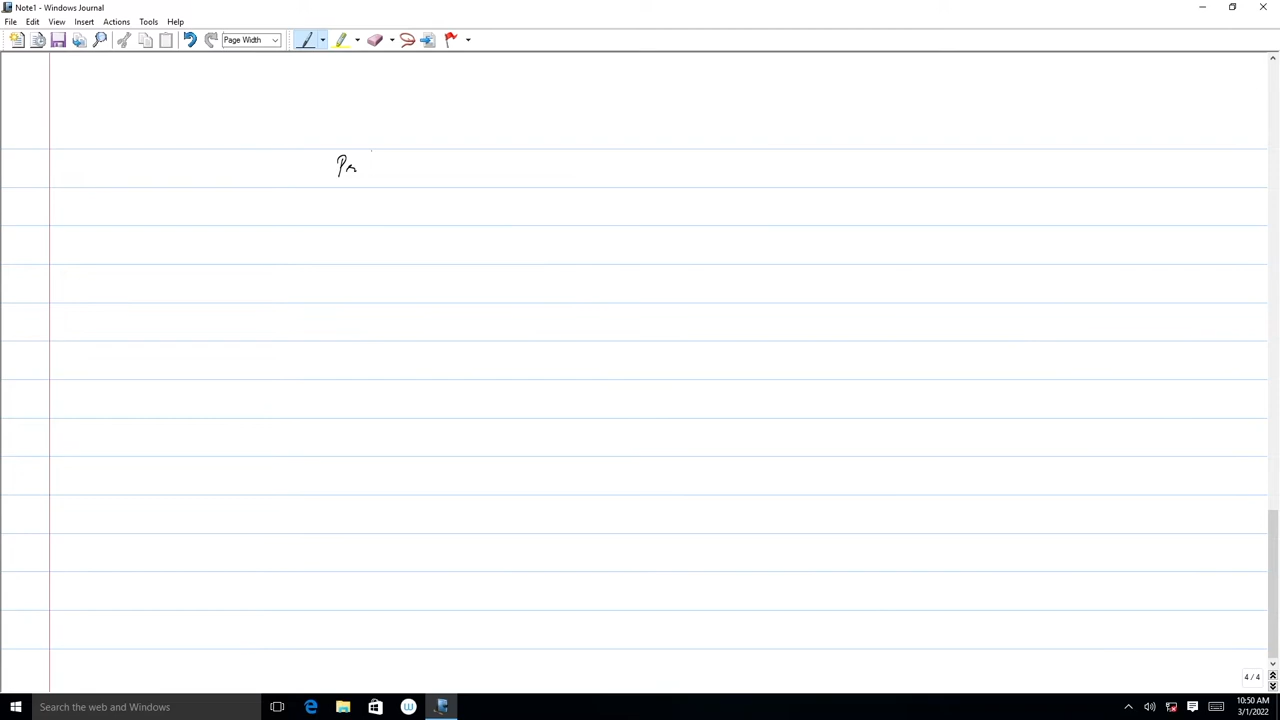 Note1 - Windows Journal
File Edit View Insert Actions Tools Help
Page Width
4 / 4
Search the web and Windows
10:50 AM
3/1/2022